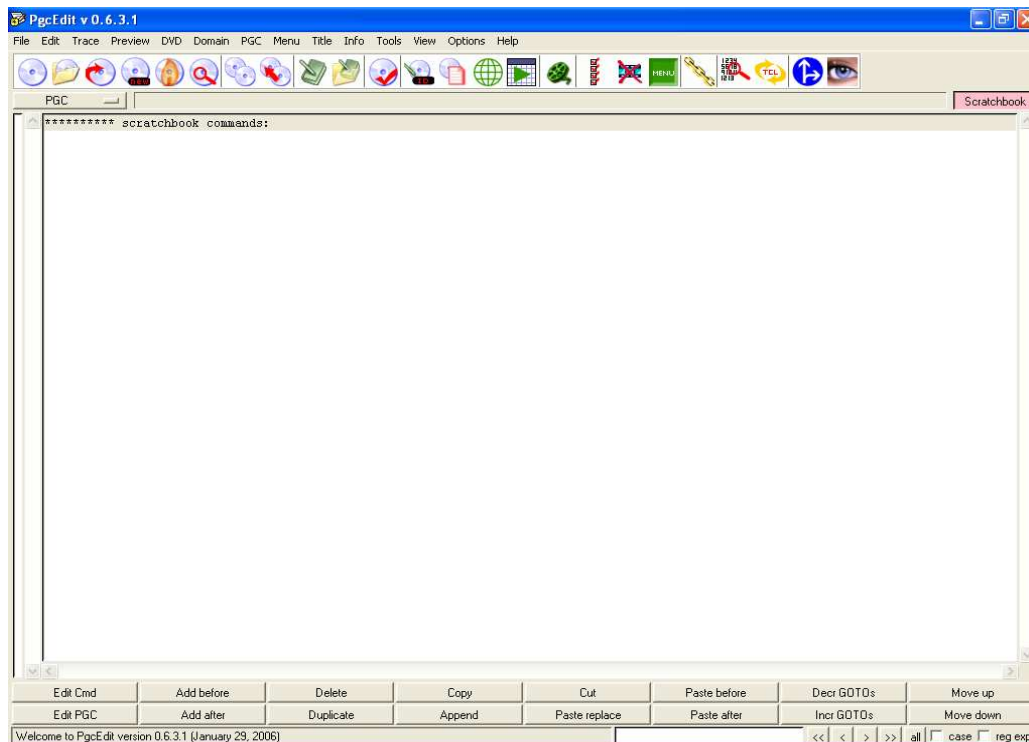 PgcEdit v 0.6.3.1
File Edit Trace Preview DVD Domain PGC Menu Title Info Tools View Options Help
MENU TCL
PGC Scratchbook
********** scratchbook commands:
Edit Cmd Add before Delete Copy Cut Paste before Decr GOTOs Move up
Edit PGC Add after Duplicate Append Paste replace Paste after Incr GOTOs Move down
Welcome to PgcEdit version 0.6.3.1 (January 29, 2006) << < > >> all case reg exp